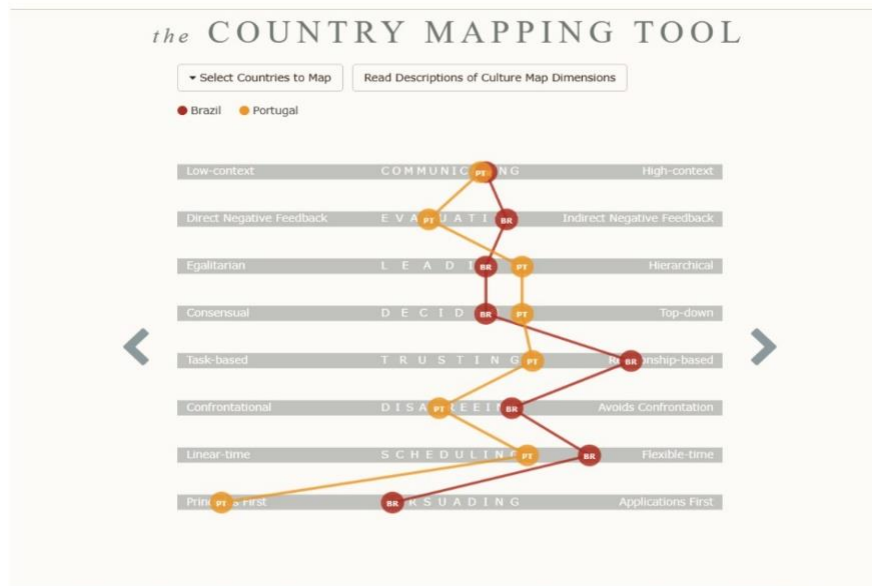 the COUNTRY MAPPING TOOL
Select Countries to Map Read Descriptions of Culture Map Dimensions
Brazil Portugal
Low-context PT High-context
Direct Negative Feedback PT BR Indirect Negative Feedback
Egalitarian BR PT Hierarchical
Consensual BR PT Top-down
Task-based TRUSTING PT BR
Confrontational PT BR Avoids Confrontation
Linear-time SCHEDULING PT BR Flexible-time
PT First BR Applications First